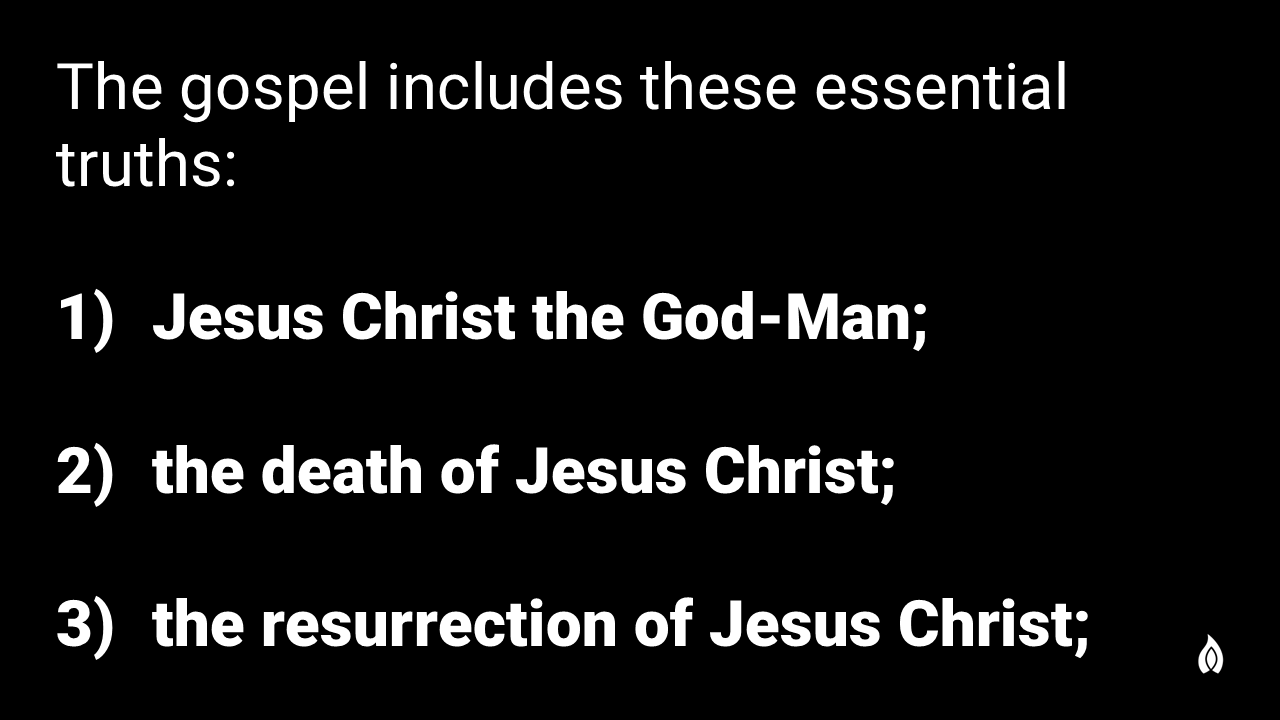 The gospel includes these essential
truths:
1) Jesus Christ the God-Man;
2) the death of Jesus Christ;
3) the resurrection of Jesus Christ;